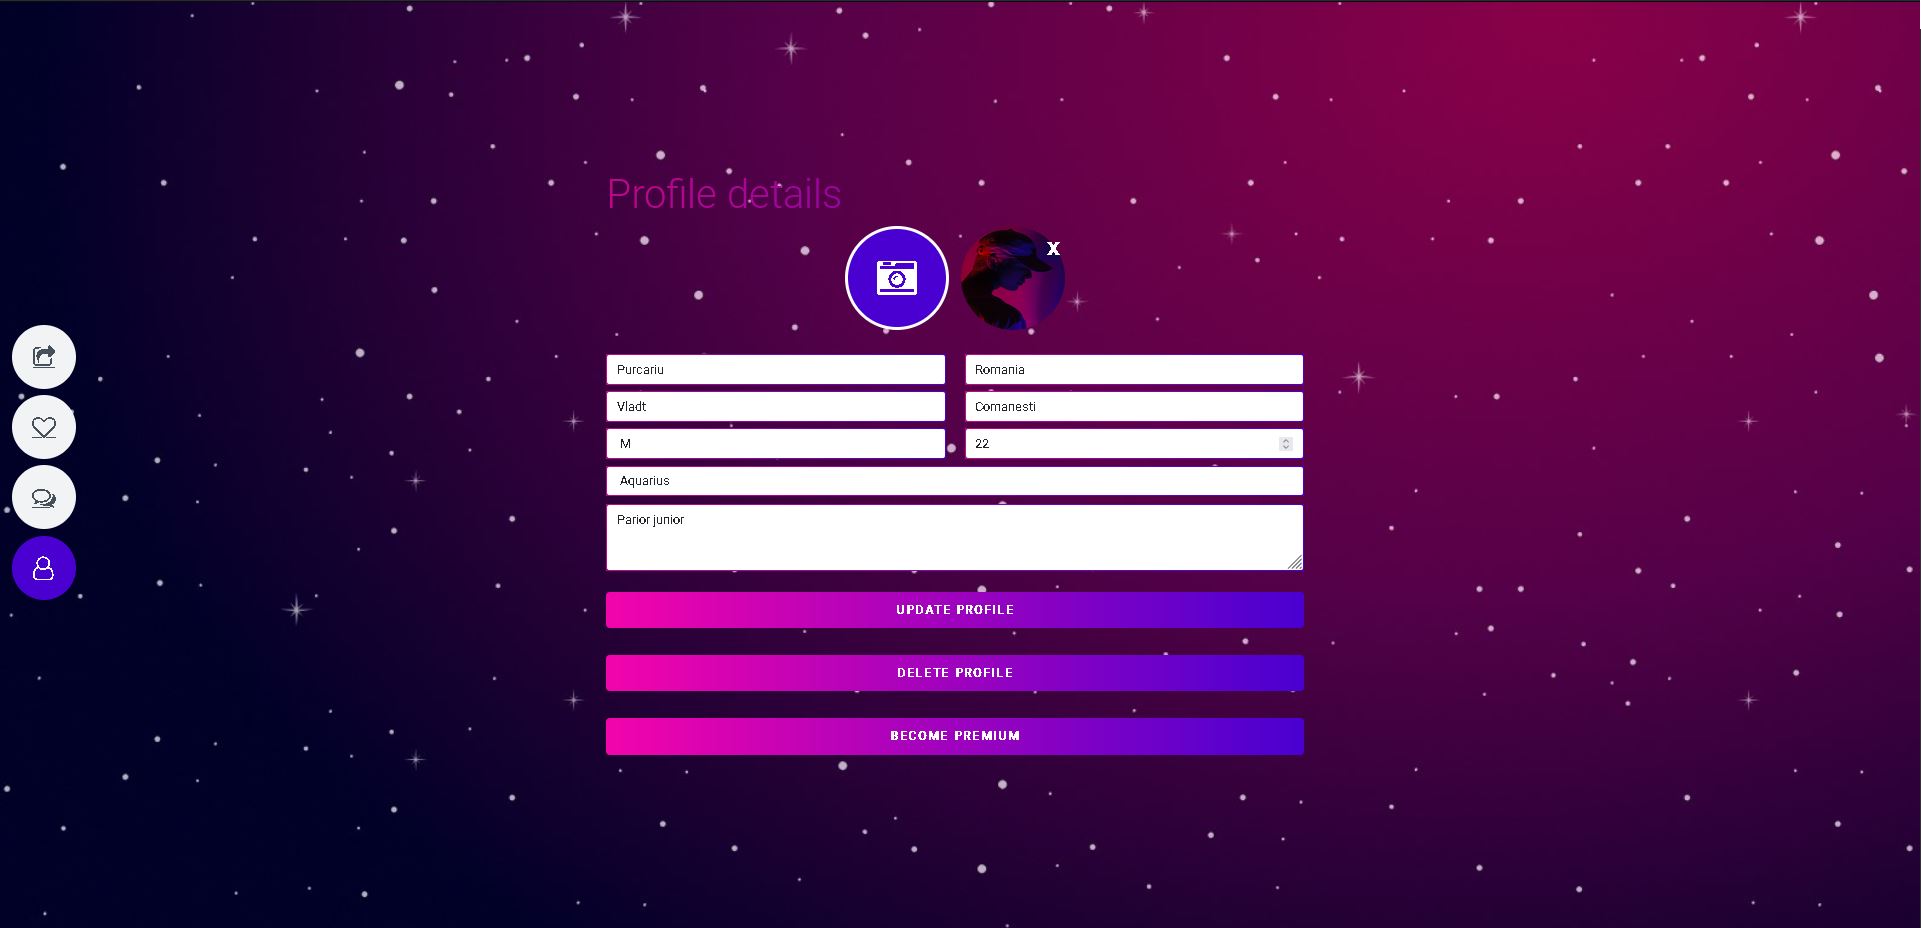 Profile details
X
Purcariu
Romania
Vladt
Comanesti
M
22
Aquarius
Parior junior
UPDATE PROFILE
DELETE PROFILE
BECOME PREMIUM